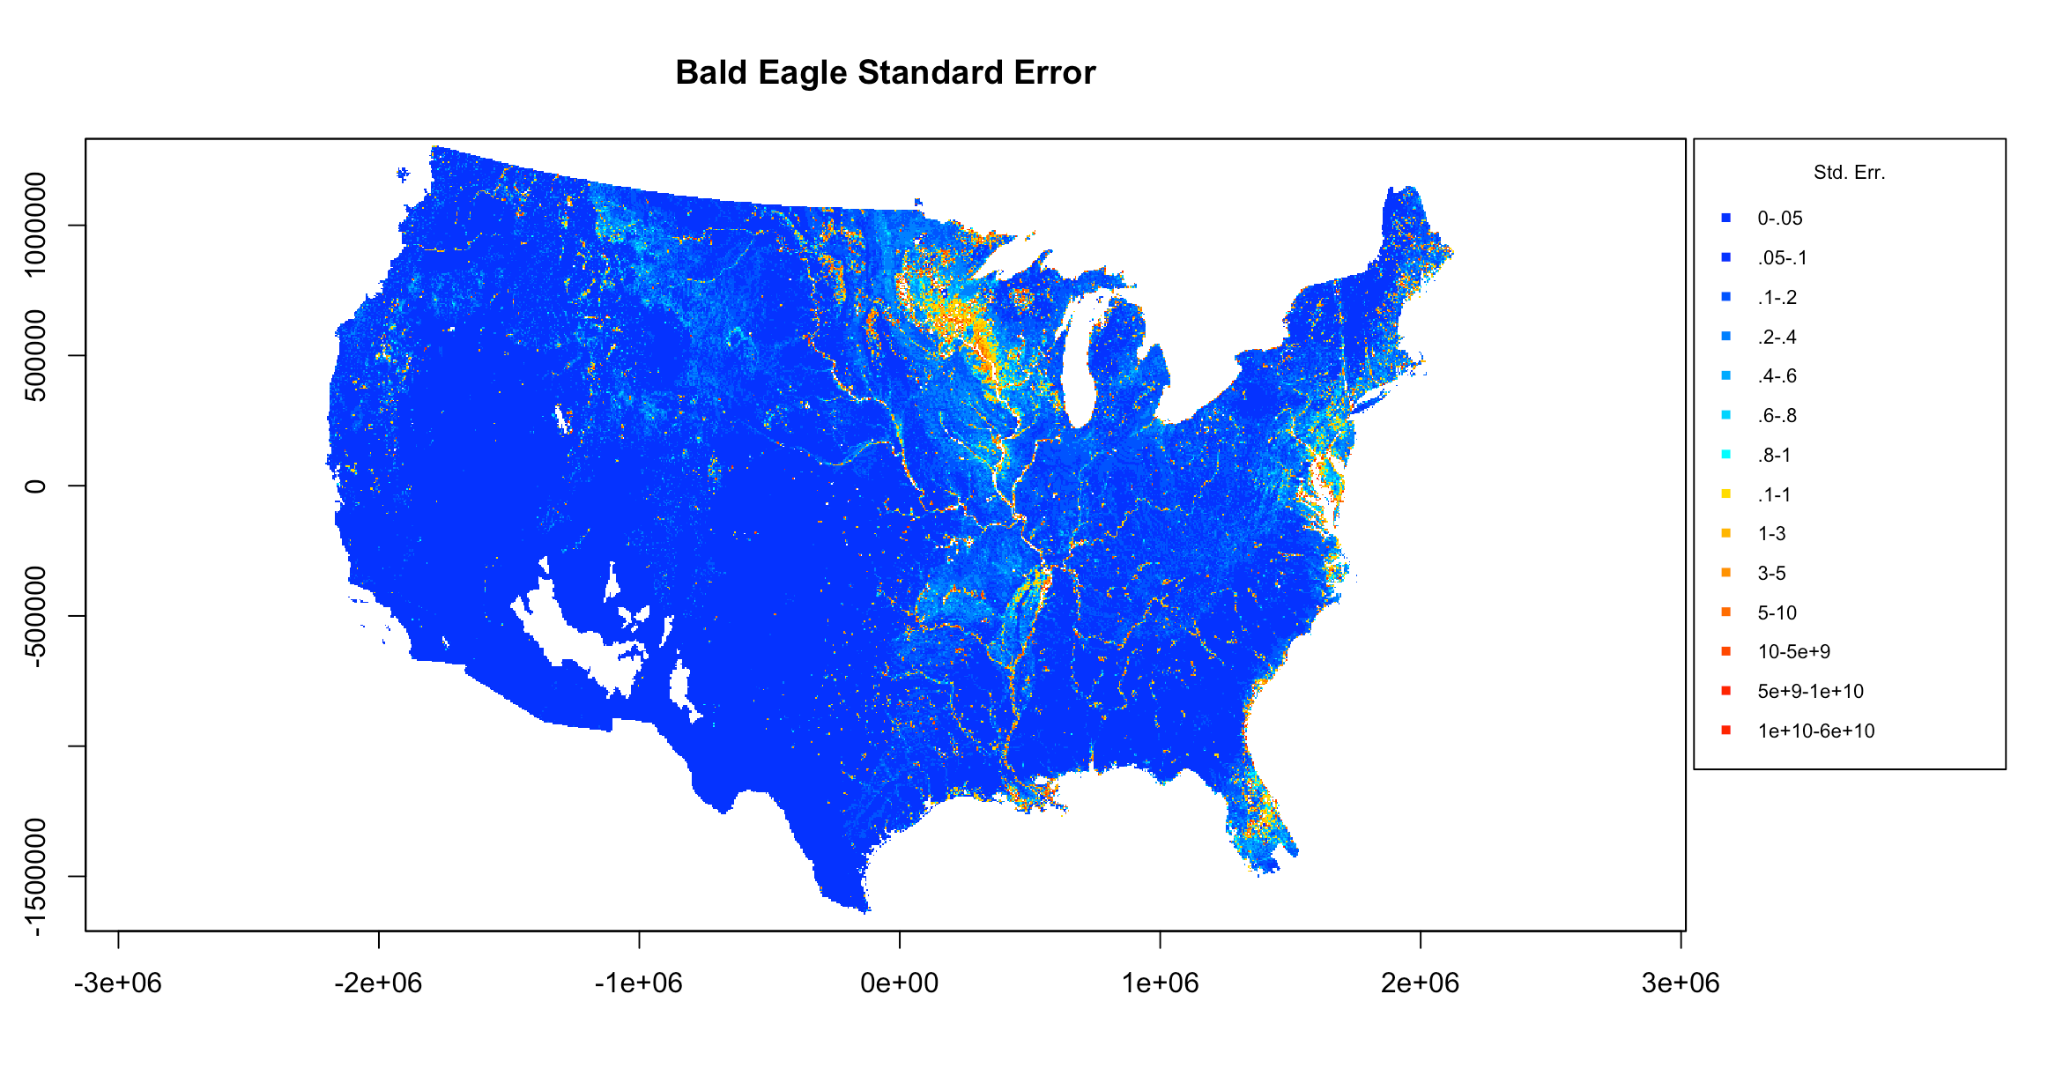 Bald Eagle Standard Error
1000000
500000
0
-500000
-1500000
-3e+06
-2e+06
-1e+06
0e+00
1e+06
2e+06
3e+06
Std. Err.
0-.05
.05-.1
.1-.2
.2-.4
.4-.6
.6-.8
.8-1
.1-1
1-3
3-5
5-10
10-5e+9
5e+9-1e+10
1e+10-6e+10